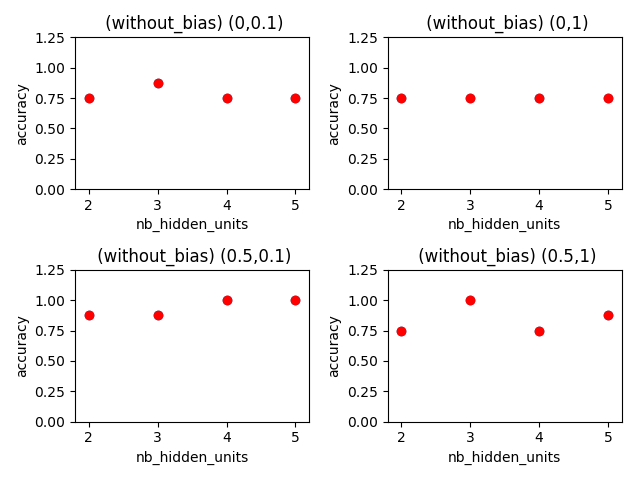 (without_bias) (0,0.1)
1.25
1.00
0.75
0.50
0.25
0.00
accuracy
2 3 4 5
nb_hidden_units
(without_bias) (0,1)
1.25
1.00
0.75
0.50
0.25
0.00
accuracy
2 3 4 5
nb_hidden_units
(without_bias) (0.5,0.1)
1.25
1.00
0.75
0.50
0.25
0.00
accuracy
2 3 4 5
nb_hidden_units
(without_bias) (0.5,1)
1.25
1.00
0.75
0.50
0.25
0.00
accuracy
2 3 4 5
nb_hidden_units